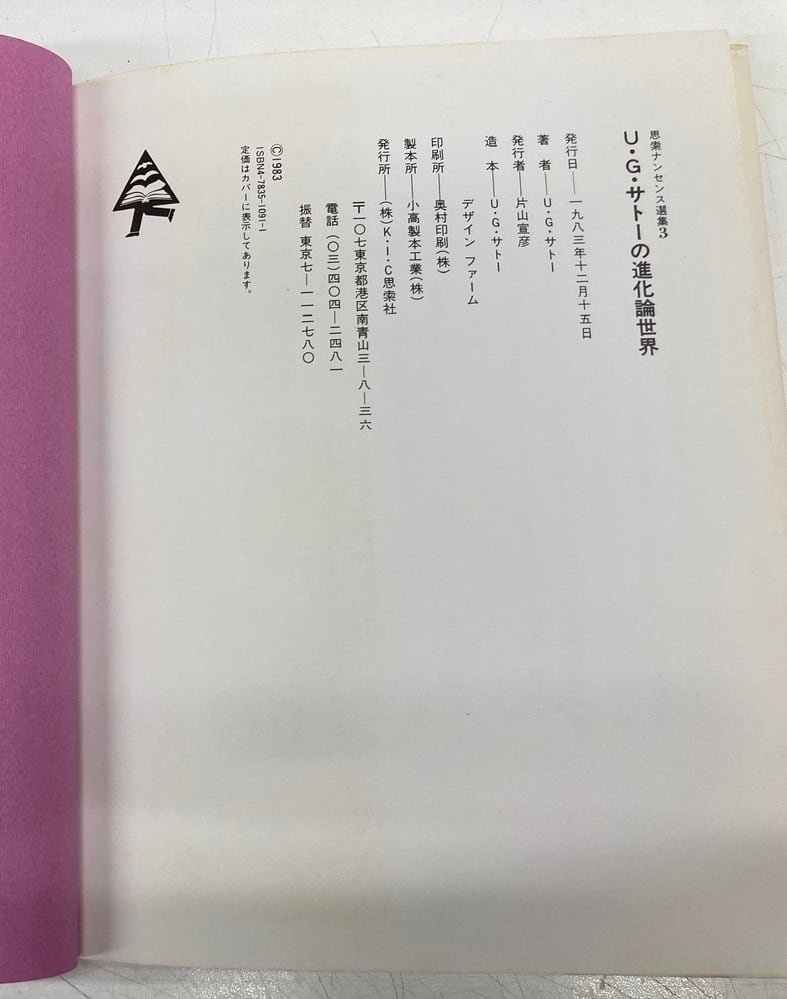 思索ナンセンス選集3
U・G・サトーの進化論世界
発行日——一九八三年十二月十五日
著　者——U・G・サトー
発行者——片山宣彦
造　本——U・G・サトー
デザイン ファーム
印刷所——奥村印刷(株)
製本所——小高製本工業(株)
発行所——(株)K・I・C思索社
〒一〇七東京都港区南青山三—八—三六
電話 (〇三)四〇四—二四八一
振替 東京七—一一二七八〇
©1983
ISBN4-7835-1091-1
定価はカバーに表示してあります。